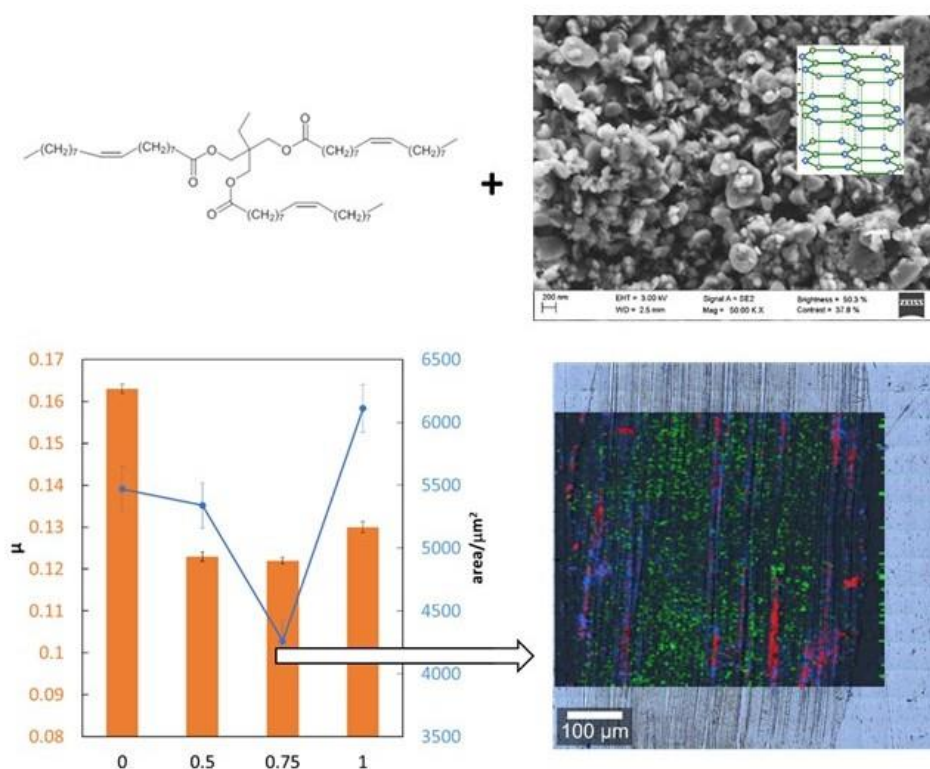 O
O
(CH₂)₇
(CH₂)₇
(CH₂)₇
(CH₂)₇
O
O
O
(CH₂)₇
(CH₂)₇
O
+
200 nm
EHT = 3.00 kV
Signal A = SE2
Brightness = 50.3 %
WD = 2.5 mm
Mag = 50.00 K X
Contrast = 37.8 %
ZEISS
0.17
0.16
0.15
0.14
0.13
0.12
0.11
0.1
0.09
0.08
μ
0
0.5
0.75
1
6500
6000
5500
5000
4500
4000
3500
area/μm²
100 μm